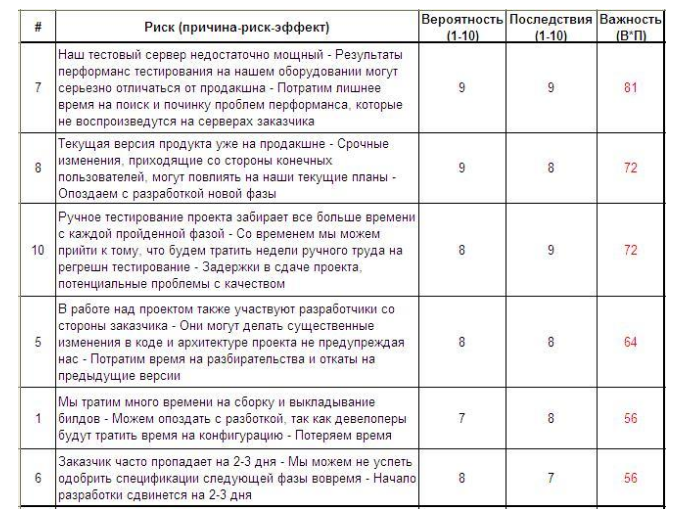 # Риск (причина-риск-эффект) Вероятность Последствия Важность
(1-10) (1-10) (В*П)
Наш тестовый сервер недостаточно мощный - Результаты
перформанс тестирования на нашем оборудовании могут
7 серьезно отличаться от продакшна - Потратим лишнее 9 9 81
время на поиск и починку проблем перформанса, которые
не воспроизведутся на серверах заказчика
Текущая версия продукта уже на продакшне - Срочные
изменения, приходящие со стороны конечных
8 пользователей, могут повлиять на наши текущие планы - 9 8 72
Опоздаем с разработкой новой фазы
Ручное тестирование проекта забирает все больше времени
с каждой пройденной фазой - Со временем мы можем
10 прийти к тому, что будем тратить недели ручного труда на 8 9 72
регрешн тестирование - Задержки в сдаче проекта,
потенциальные проблемы с качеством
В работе над проектом также участвуют разработчики со
стороны заказчика - Они могут делать существенные
5 изменения в коде и архитектуре проекта не предупреждая 8 8 64
нас - Потратим время на разбирательства и откаты на
предыдущие версии
Мы тратим много времени на сборку и выкладывание
1 билдов - Можем опоздать с разботкой, так как девелоперы 7 8 56
будут тратить время на конфигурацию - Потеряем время
Заказчик часто пропадает на 2-3 дня - Мы можем не успеть
6 одобрить спецификации следующей фазы вовремя - Начало 8 7 56
разработки сдвинется на 2-3 дня